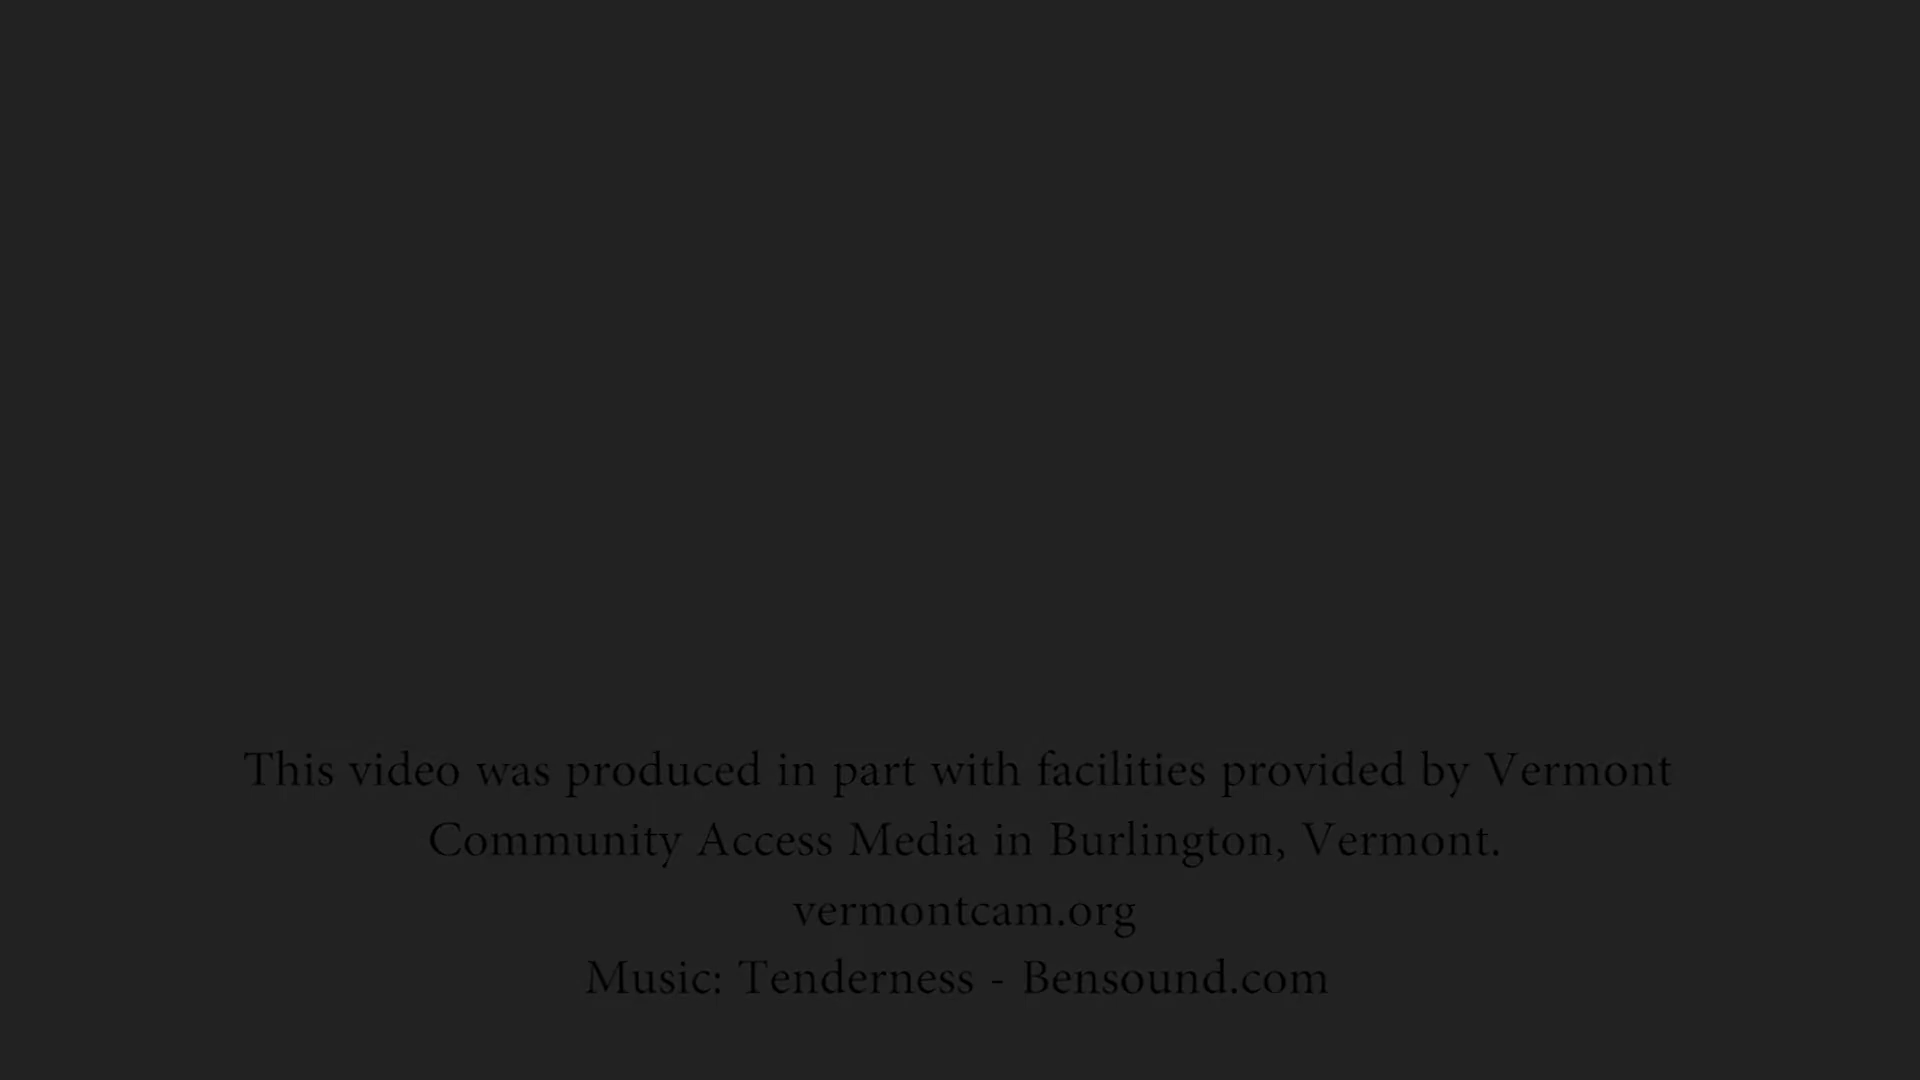 This video was produced in part with facilities provided by Vermont
Community Access Media in Burlington, Vermont.
vermontcam.org
Music: Tenderness - Bensound.com